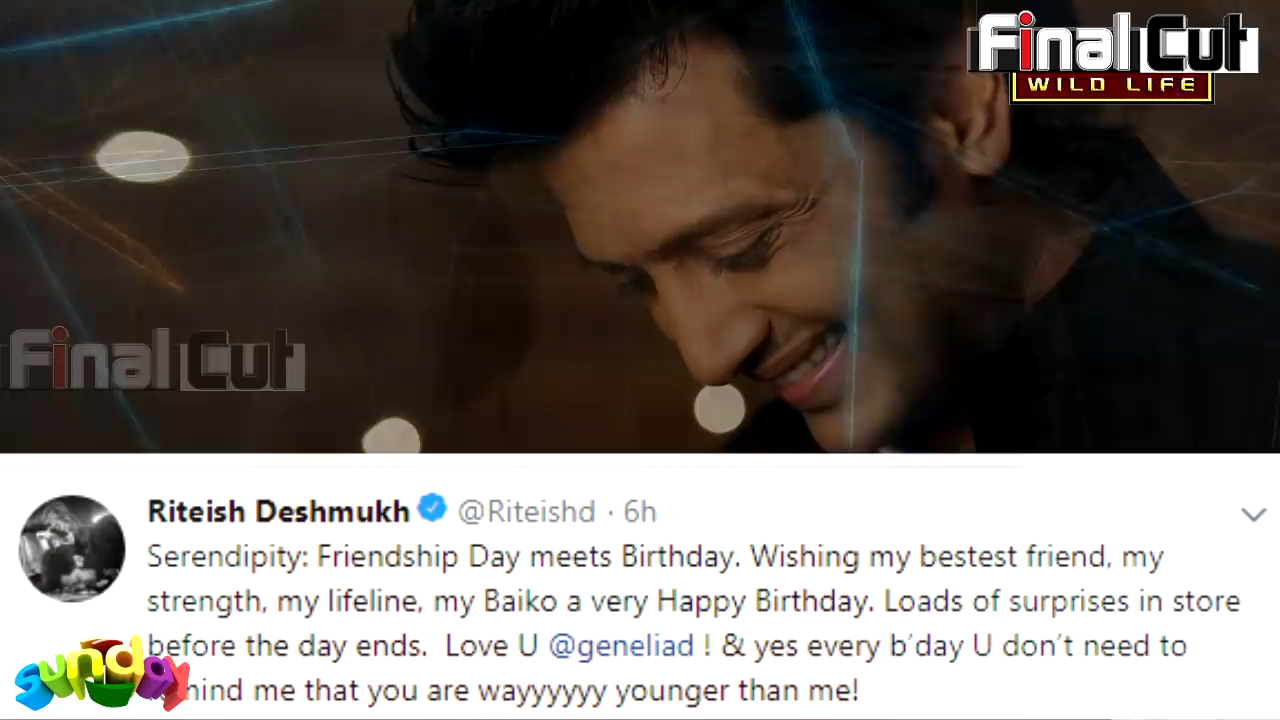 Final Cut
WILD LIFE
Final Cut
Riteish Deshmukh @Riteishd · 6h
Serendipity: Friendship Day meets Birthday. Wishing my bestest friend, my
strength, my lifeline, my Baiko a very Happy Birthday. Loads of surprises in store
before the day ends. Love U @geneliad ! & yes every b'day U don't need to
mind me that you are wayyyyyy younger than me!
sunday